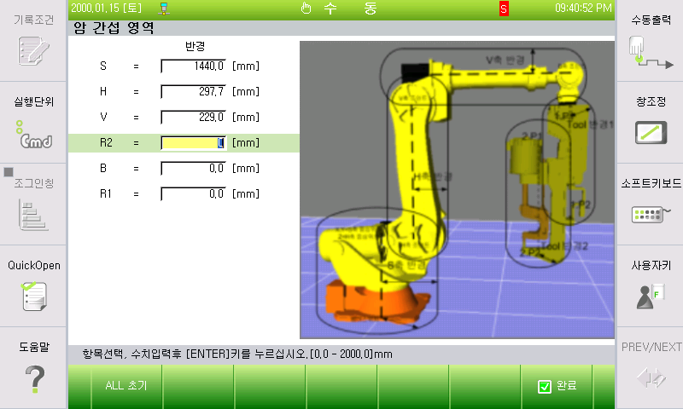 2000.01.15 [토]
수 동
S
09:40:52 PM
암 간섭 영역
반경
S = 1440.0 [mm]
H = 297.7 [mm]
V = 229.0 [mm]
R2 = [mm]
B = 0.0 [mm]
R1 = 0.0 [mm]
V축 반경
Tool 반경1
2-P1
H축 반경
1-P2
Tool 반경2
2-P2
S축 반경
항목선택, 수치입력후 [ENTER]키를 누르십시오.[0.0 - 2000.0]mm
ALL 초기
완료
기록조건
실행단위
Cmd
조그인칭
QuickOpen
도움말
?
수동출력
창조정
소프트키보드
사용자키
F
PREV/NEXT